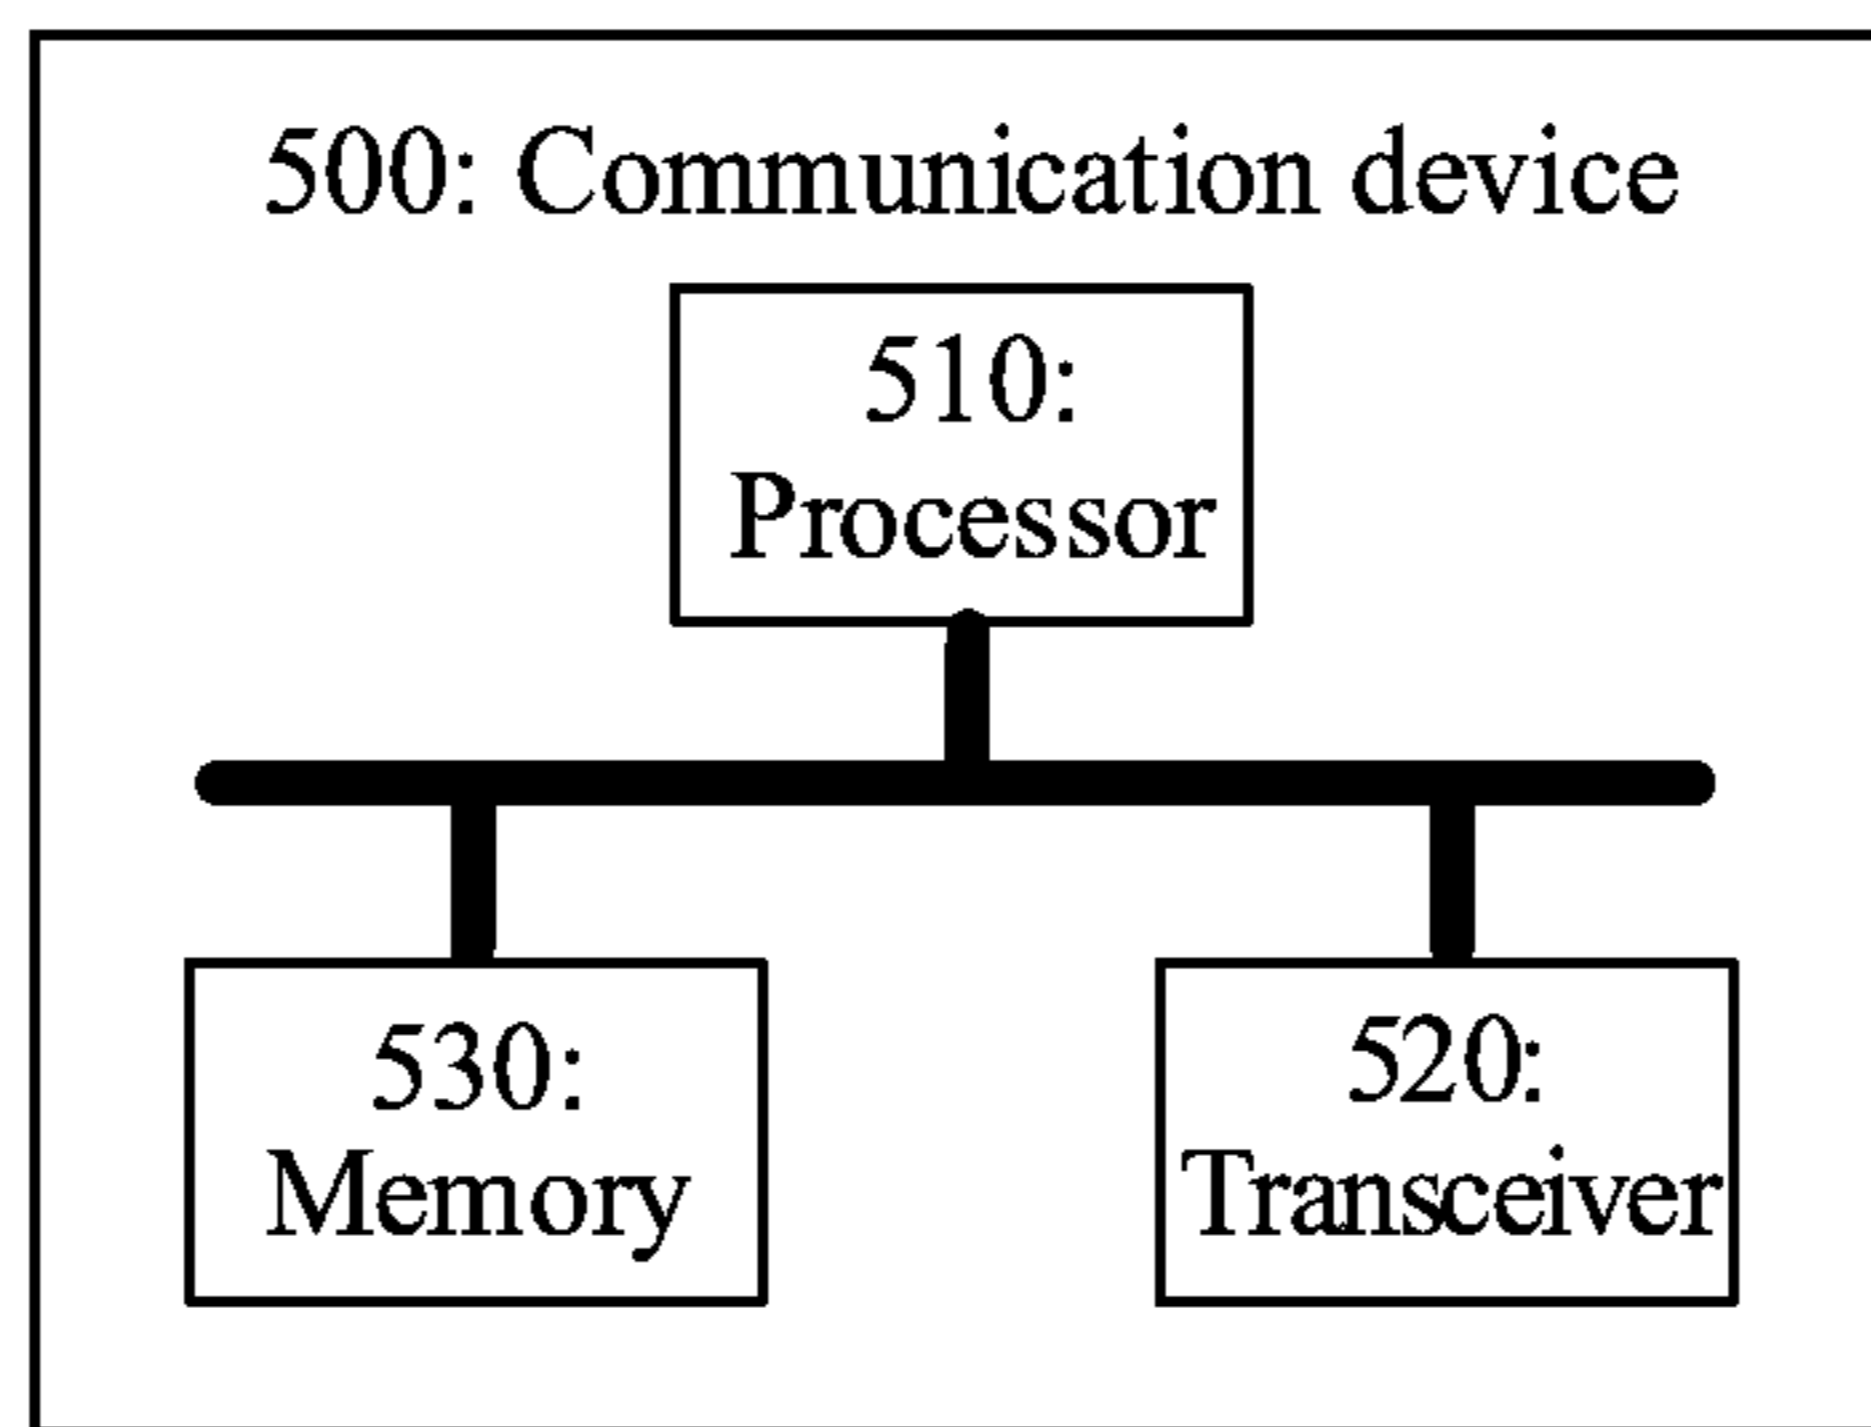 500: Communication device
510:
Processor
530:
Memory
520:
Transceiver